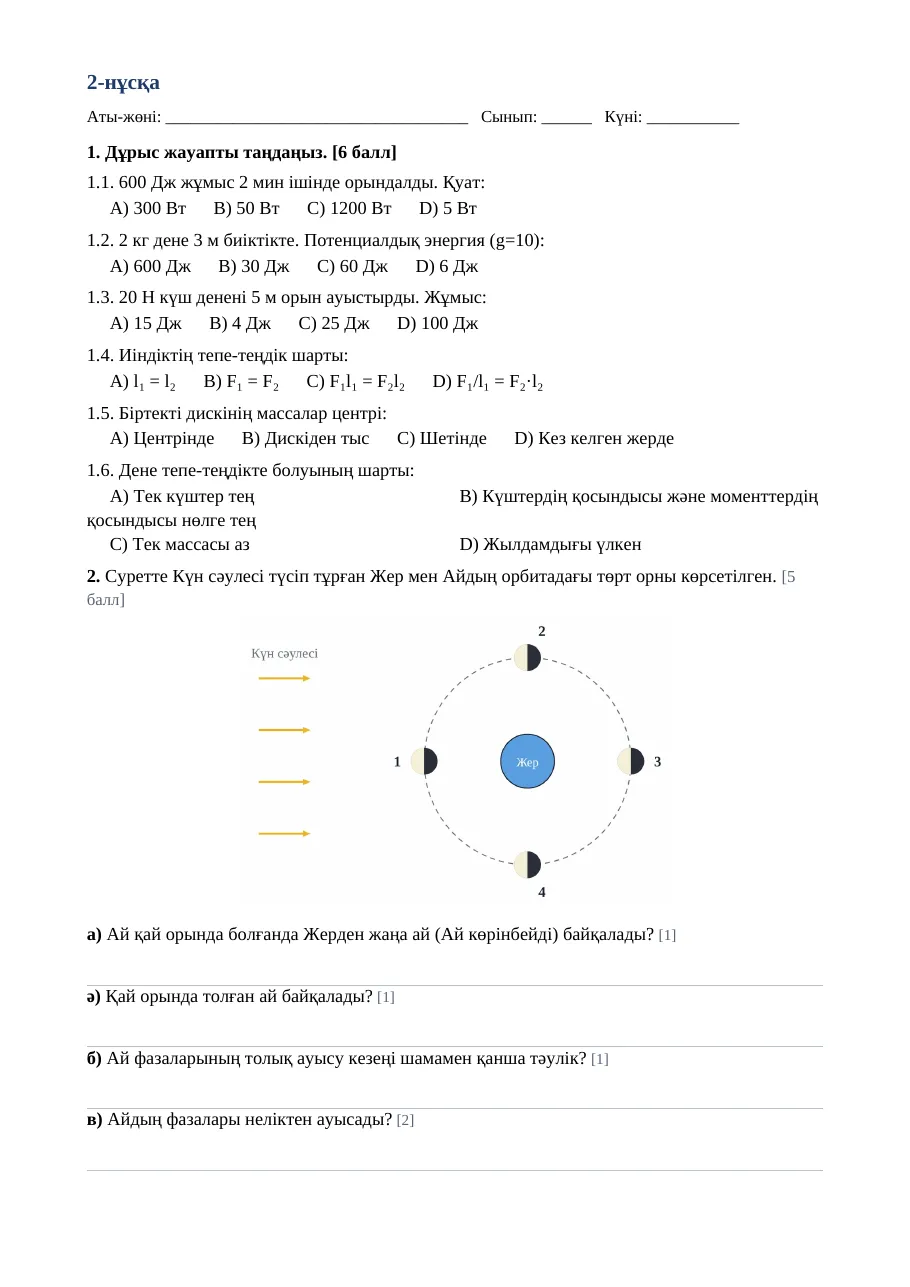 2-нұсқа
Аты-жөні: ____________________________________ Сынып: ______ Күні: ___________
1. Дұрыс жауапты таңдаңыз. [6 балл]
1.1. 600 Дж жұмыс 2 мин ішінде орындалды. Қуат:
A) 300 Вт B) 50 Вт C) 1200 Вт D) 5 Вт
1.2. 2 кг дене 3 м биіктікте. Потенциалдық энергия (g=10):
A) 600 Дж B) 30 Дж C) 60 Дж D) 6 Дж
1.3. 20 Н күш денені 5 м орын ауыстырды. Жұмыс:
A) 15 Дж B) 4 Дж C) 25 Дж D) 100 Дж
1.4. Иіндіктің тепе-теңдік шарты:
A) l₁ = l₂ B) F₁ = F₂ C) F₁l₁ = F₂l₂ D) F₁/l₁ = F₂·l₂
1.5. Біртекті дискінің массалар центрі:
A) Центрінде B) Дискіден тыс C) Шетінде D) Кез келген жерде
1.6. Дене тепе-теңдікте болуының шарты:
A) Тек күштер тең B) Күштердің қосындысы және моменттердің
қосындысы нөлге тең
C) Тек массасы аз D) Жылдамдығы үлкен
2. Суретте Күн сәулесі түсіп тұрған Жер мен Айдың орбитадағы төрт орны көрсетілген. [5
балл]
2
Күн сәулесі
1
Жер
3
4
а) Ай қай орында болғанда Жерден жаңа ай (Ай көрінбейді) байқалады? [1]
ә) Қай орында толған ай байқалады? [1]
б) Ай фазаларының толық ауысу кезеңі шамамен қанша тәулік? [1]
в) Айдың фазалары неліктен ауысады? [2]